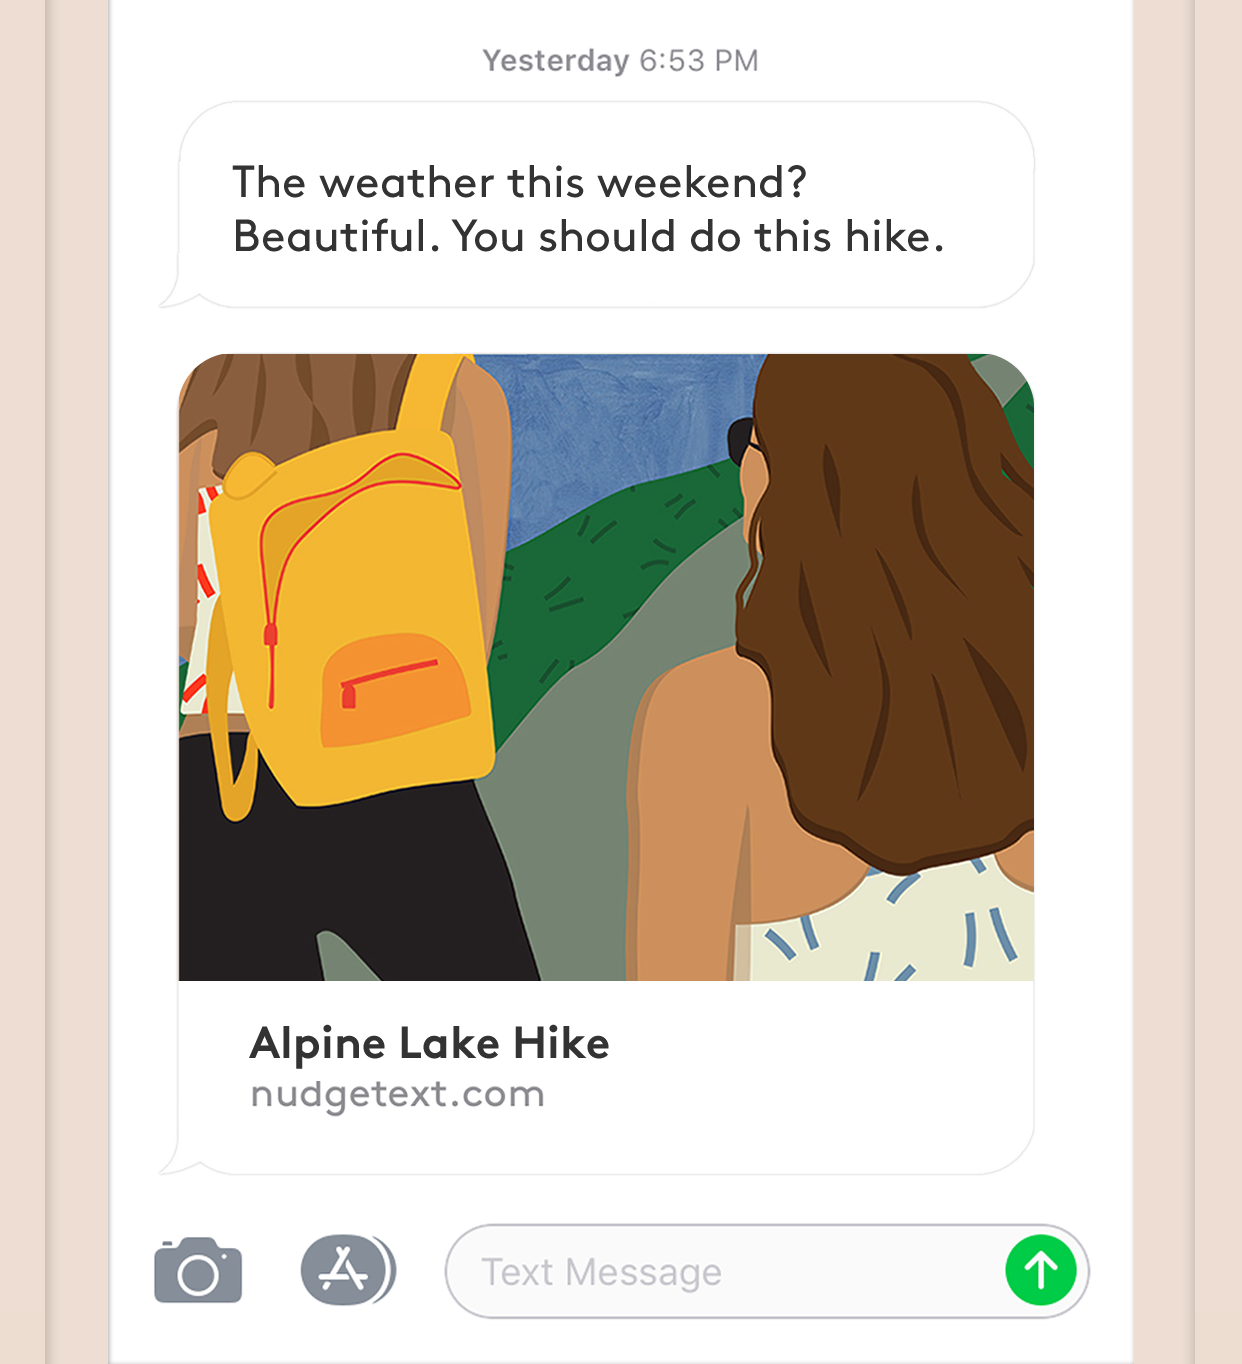 Yesterday 6:53 PM
The weather this weekend?
Beautiful. You should do this hike.
Alpine Lake Hike
nudgetext.com
Text Message